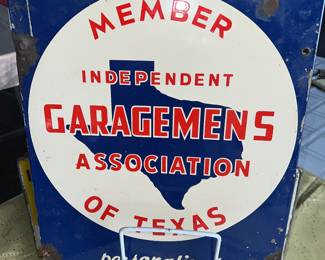 MEMBER
INDEPENDENT
GARAGEMENS
ASSOCIATION
OF TEXAS